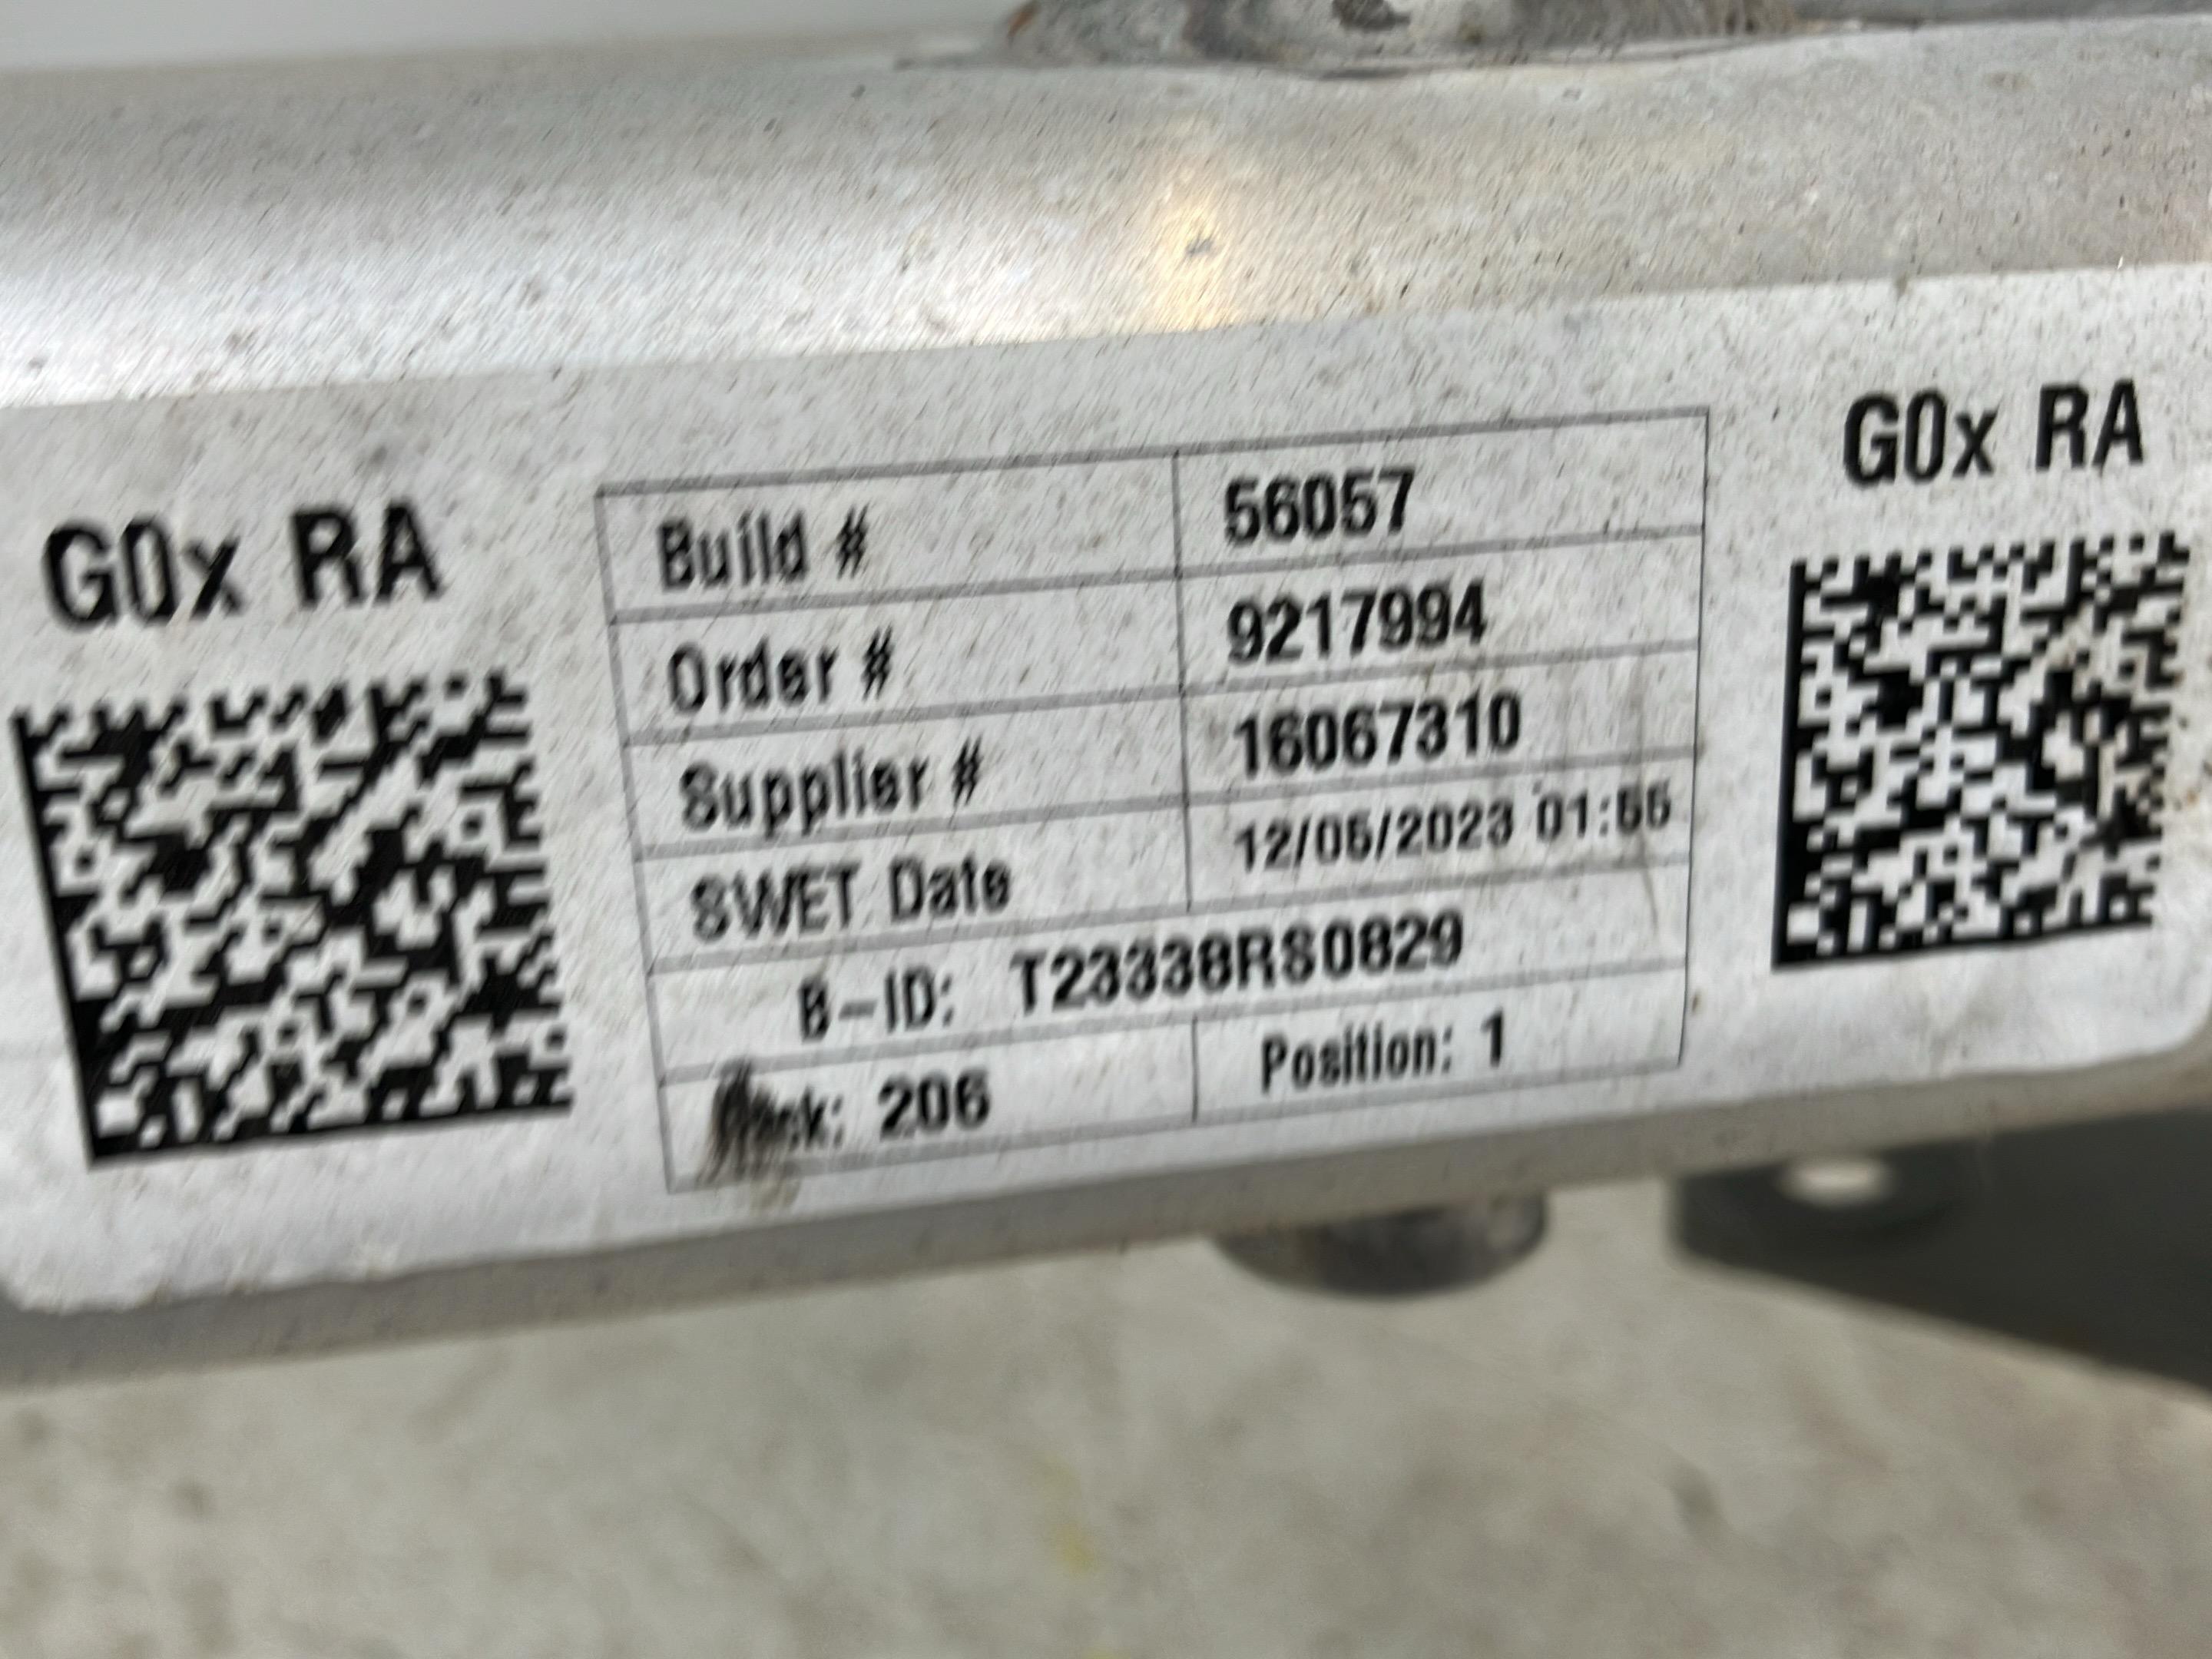 G0x RA
Build # 56057
Order # 9217994
Supplier # 16067310
SWET Date 12/05/2023 01:55
B-ID: T23338RS0829
206 Position: 1
G0x RA